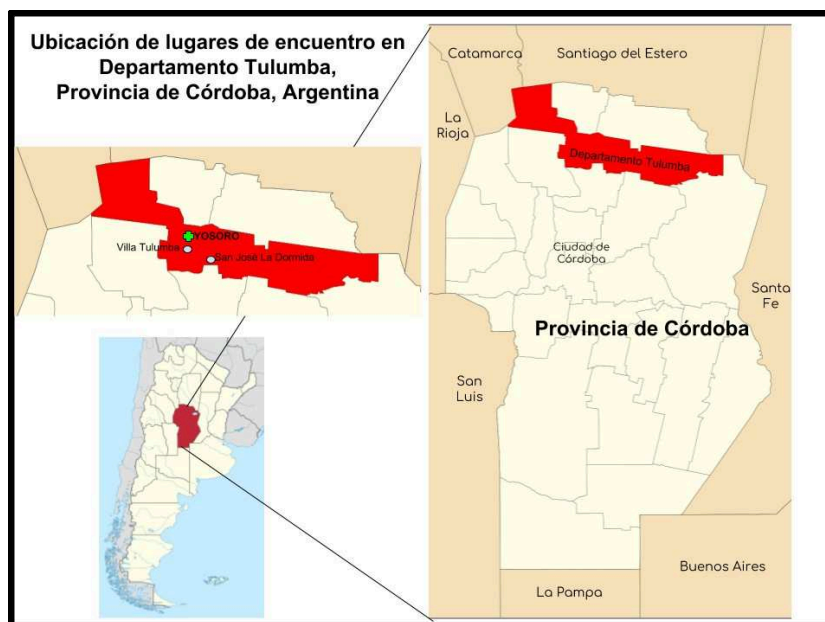 Ubicación de lugares de encuentro en
Departamento Tulumba,
Provincia de Córdoba, Argentina
YOSORO
Villa Tulumba
San José La Dormida
Catamarca
Santiago del Estero
La
Rioja
Departamento Tulumba
Ciudad de
Córdoba
Santa
Fe
Provincia de Córdoba
San
Luis
Buenos Aires
La Pampa